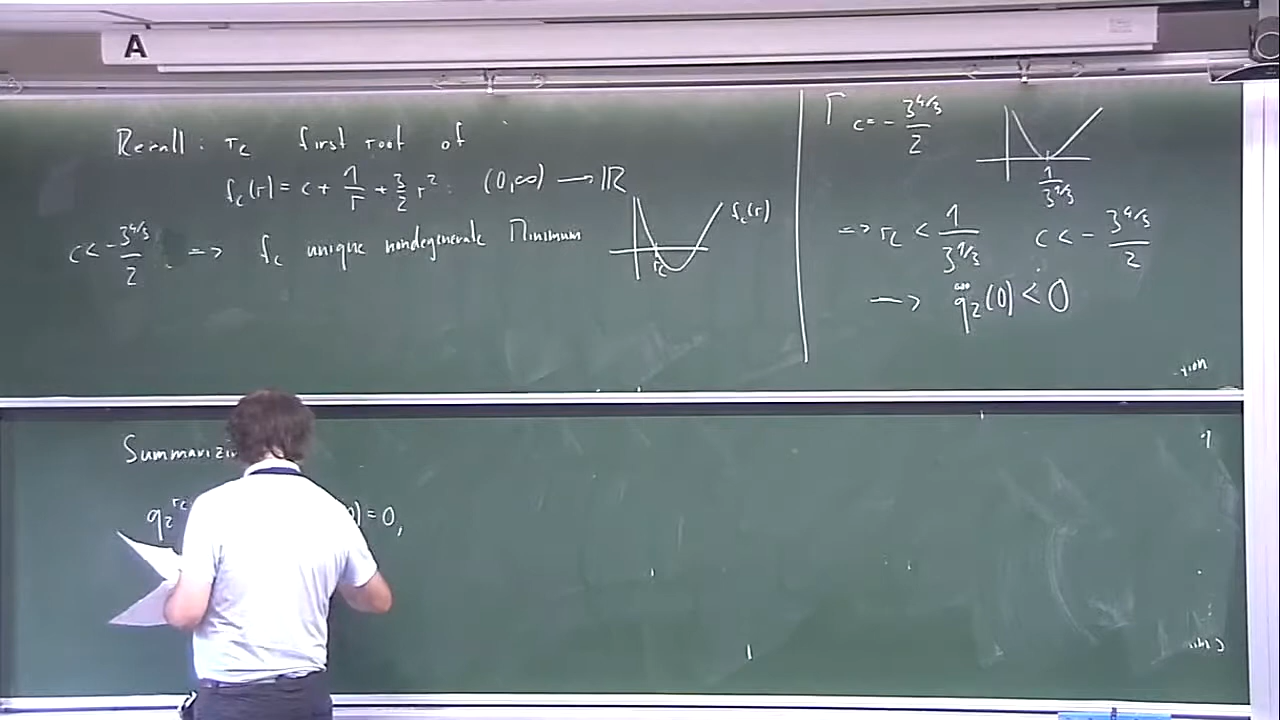 A
Recall: r_c first root of
f_c(r) = c + 1/r + 3/2 r^2 : (0,∞) → ℝ
c < - 3^{4/3}/2 ⇒ f_c unique nondegenerate Minimum
f_c(r)
r_c
Γ c = - 3^{4/3}/2
1/3^{1/3}
⇒ r_c < 1/3^{1/3} c < - 3^{4/3}/2
→ q̈_2(0) < 0
Summarizi
q_2^{r_c}
) = 0,